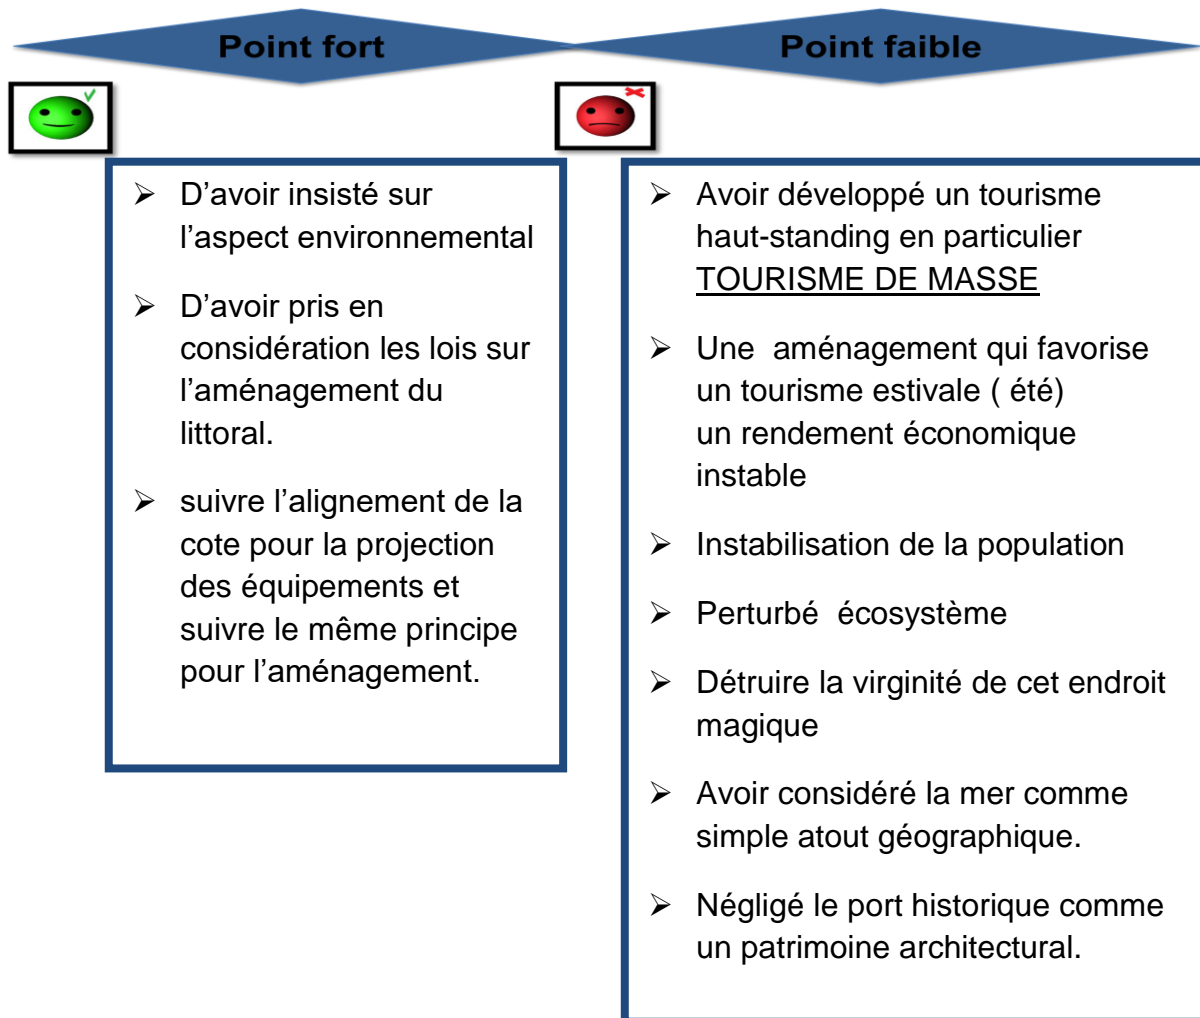 Point fort
Point faible
➢ D’avoir insisté sur
l’aspect environnemental
➢ D’avoir pris en
considération les lois sur
l’aménagement du
littoral.
➢ suivre l’alignement de la
cote pour la projection
des équipements et
suivre le même principe
pour l’aménagement.
➢ Avoir développé un tourisme
haut-standing en particulier
TOURISME DE MASSE
➢ Une aménagement qui favorise
un tourisme estivale ( été)
un rendement économique
instable
➢ Instabilisation de la population
➢ Perturbé écosystème
➢ Détruire la virginité de cet endroit
magique
➢ Avoir considéré la mer comme
simple atout géographique.
➢ Négligé le port historique comme
un patrimoine architectural.